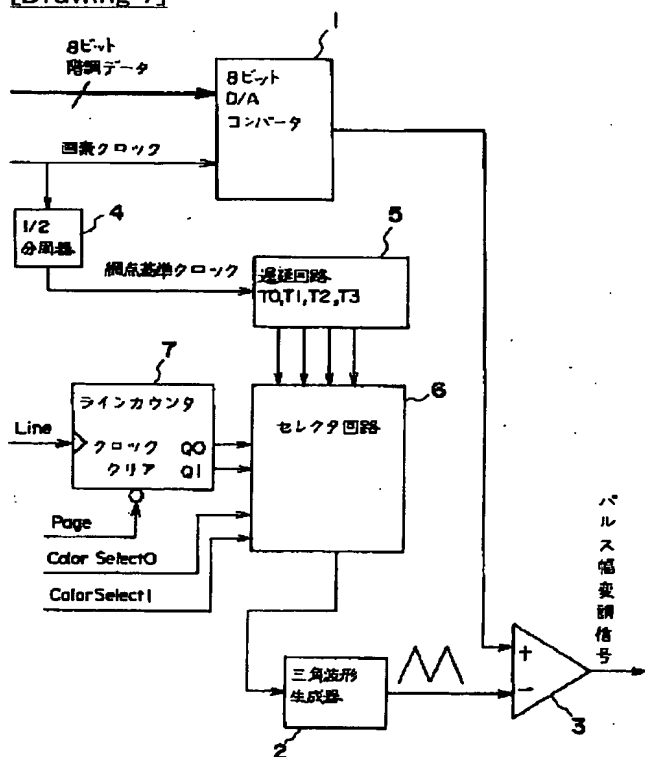 [Drawing 7]
1
8ビット
階調データ
8ビット
D/A
コンバータ
画素クロック
1/2
分周器
4
網点基準クロック
5
遅延回路
T0,T1,T2,T3
7
ラインカウンタ
クロック Q0
クリア Q1
Line
Page
Color Select0
ColorSelect1
6
セレクタ回路
三角波形
生成器
2
+
−
3
パルス幅変調信号